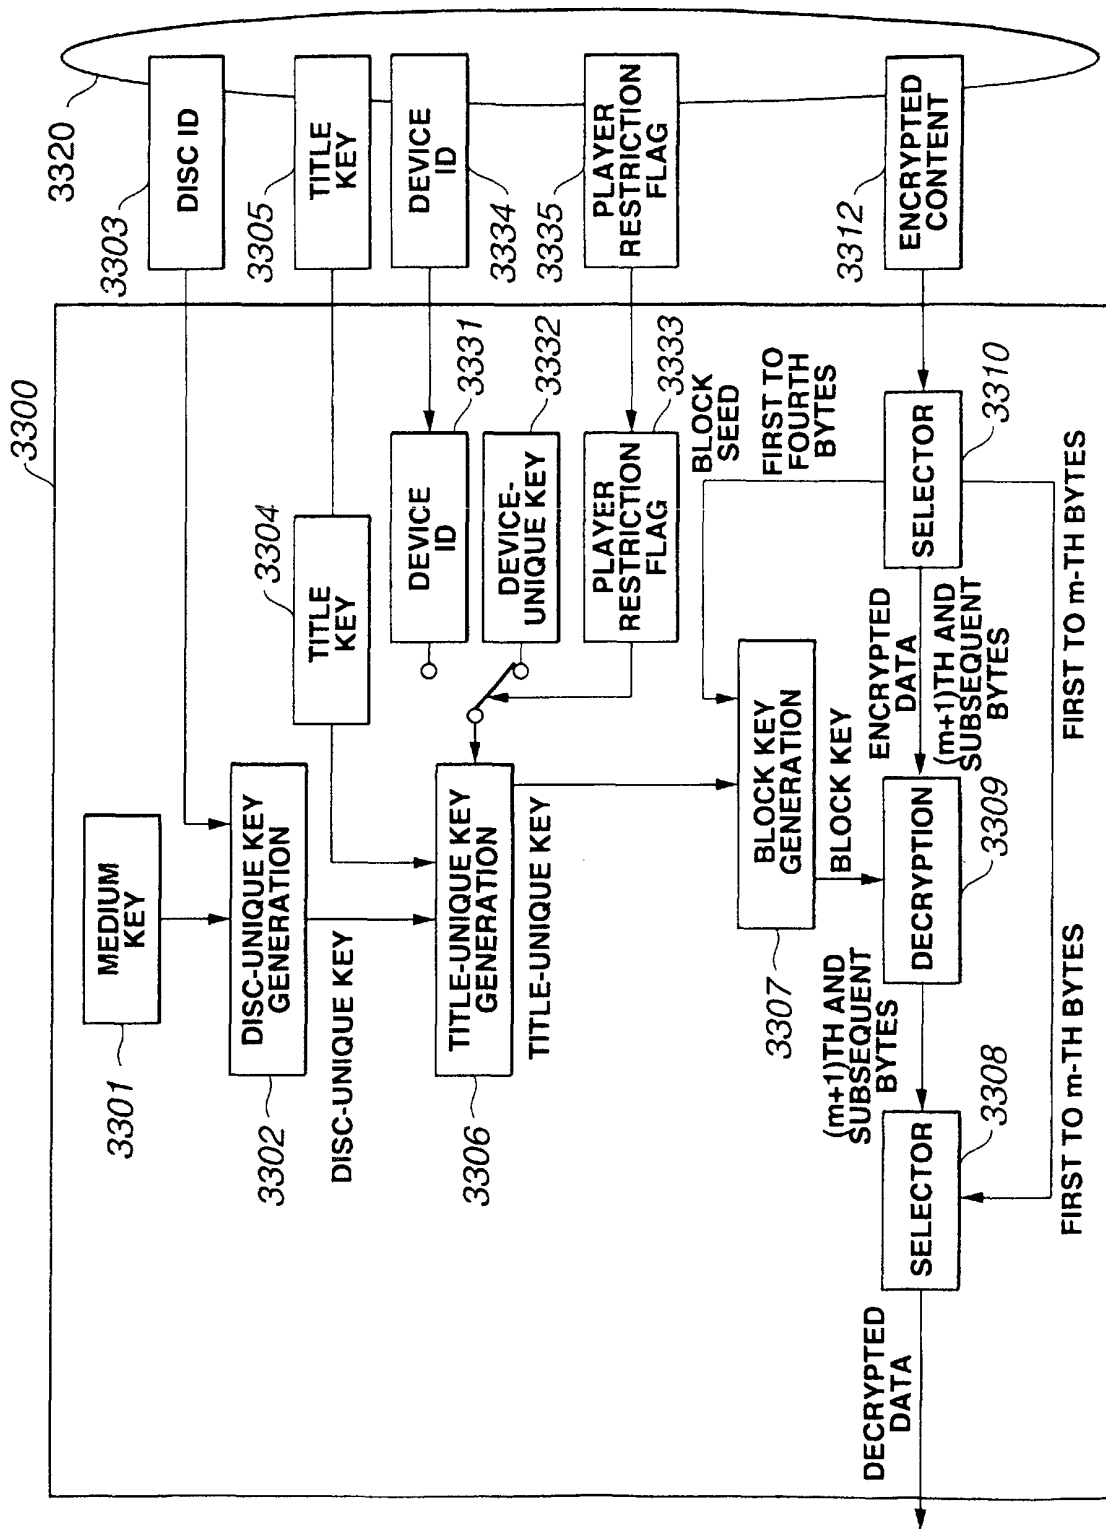 3300
3320
3301
MEDIUM
KEY
3303
DISC ID
3302
DISC-UNIQUE KEY
GENERATION
DISC-UNIQUE KEY
3304
TITLE
KEY
3305
TITLE
KEY
3306
TITLE-UNIQUE KEY
GENERATION
TITLE-UNIQUE KEY
DEVICE
ID
3331
DEVICE
ID
3334
DEVICE-
UNIQUE KEY
3332
PLAYER
RESTRICTION
FLAG
3333
PLAYER
RESTRICTION
FLAG
3335
BLOCK
SEED
FIRST TO
FOURTH
BYTES
3307
BLOCK KEY
GENERATION
BLOCK KEY
DECRYPTED
DATA
SELECTOR
3308
(m+1)TH AND
SUBSEQUENT
BYTES
DECRYPTION
3309
ENCRYPTED
DATA
(m+1)TH AND
SUBSEQUENT
BYTES
SELECTOR
3310
3312
ENCRYPTED
CONTENT
FIRST TO m-TH BYTES
FIRST TO m-TH BYTES